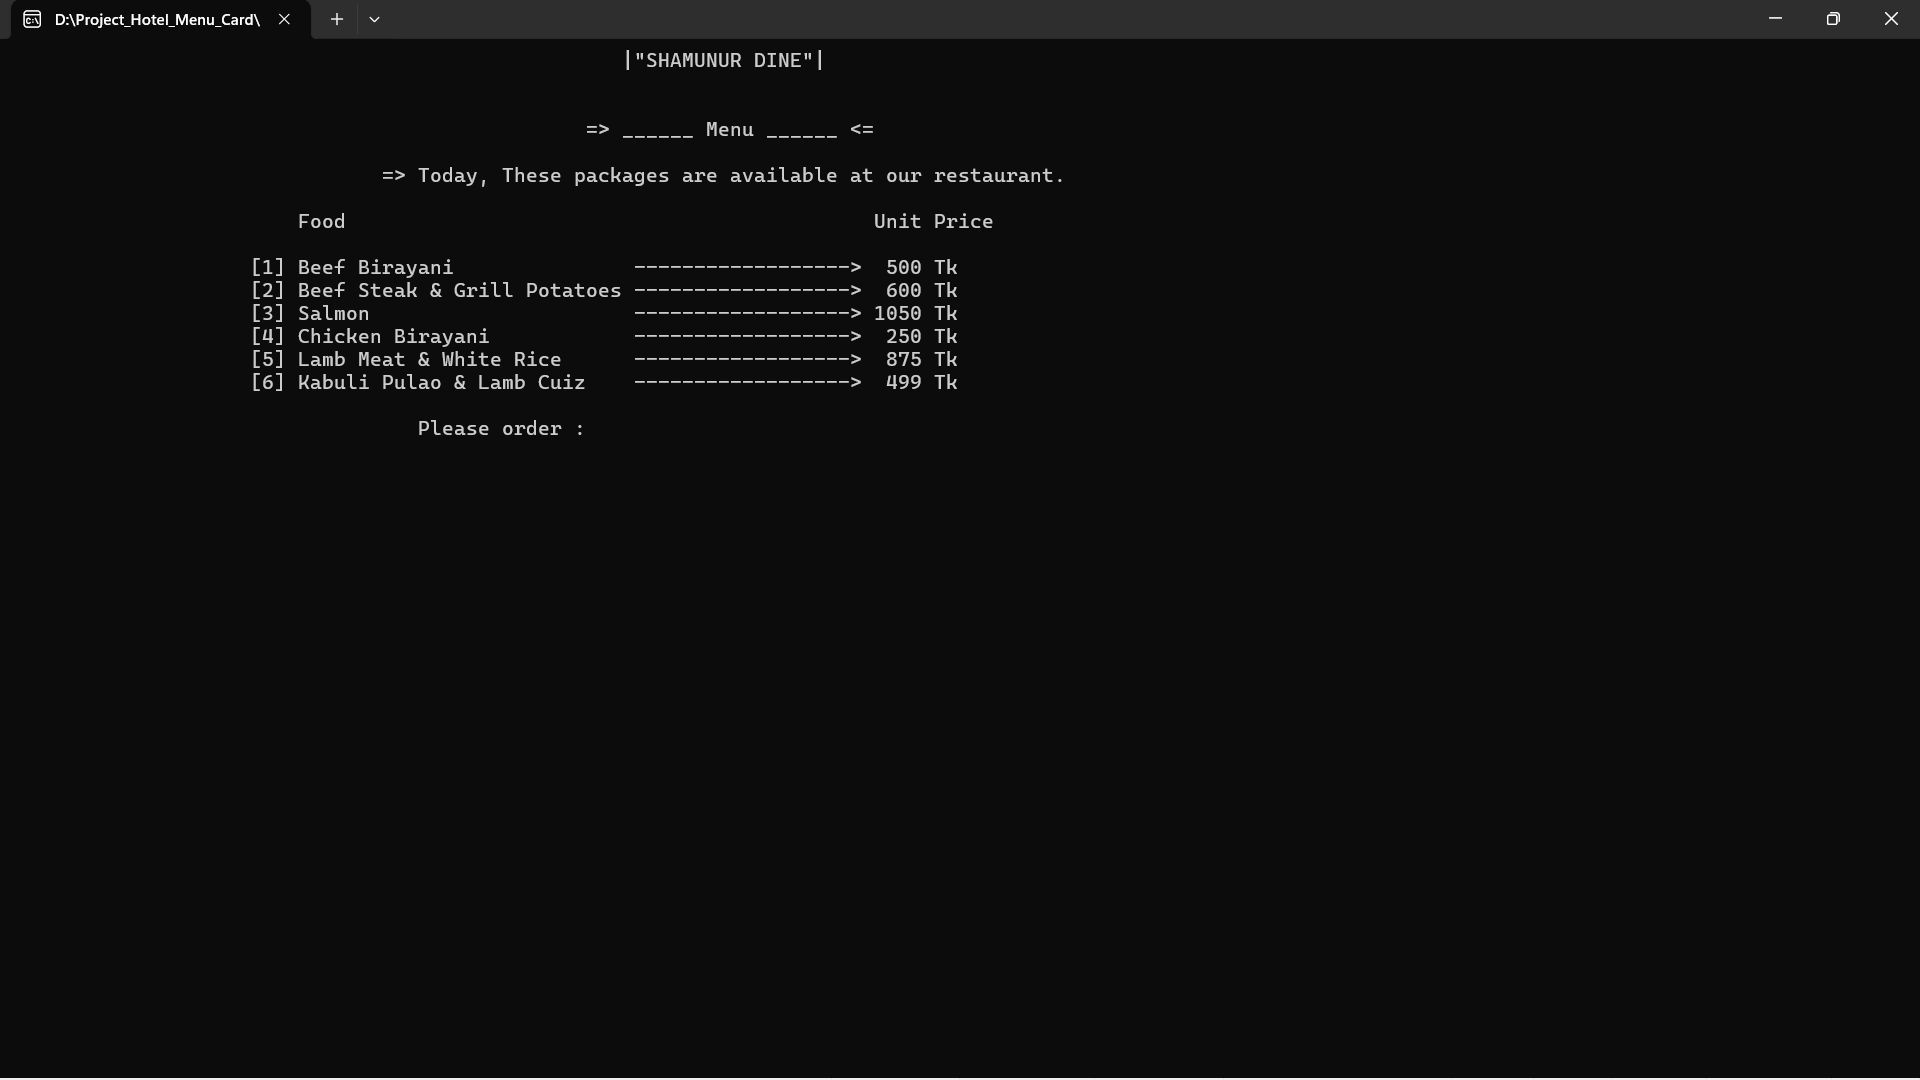 D:\Project_Hotel_Menu_Card\
|"SHAMUNUR DINE"|
=> ______ Menu ______ <=
=> Today, These packages are available at our restaurant.
Food Unit Price
[1] Beef Birayani ------------------> 500 Tk
[2] Beef Steak & Grill Potatoes ------------------> 600 Tk
[3] Salmon ------------------> 1050 Tk
[4] Chicken Birayani ------------------> 250 Tk
[5] Lamb Meat & White Rice ------------------> 875 Tk
[6] Kabuli Pulao & Lamb Cuiz ------------------> 499 Tk
Please order :